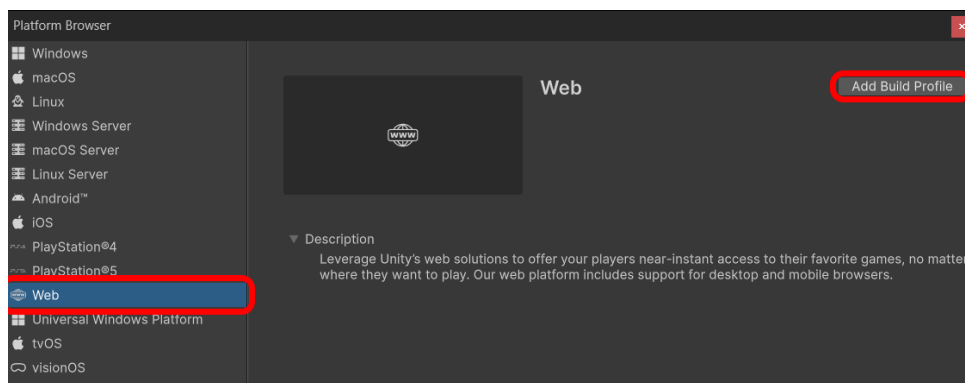 Platform Browser
Windows
macOS
Linux
Windows Server
macOS Server
Linux Server
Android™
iOS
PlayStation®4
PlayStation®5
Web
Universal Windows Platform
tvOS
visionOS
www
Web
Add Build Profile
Description
Leverage Unity's web solutions to offer your players near-instant access to their favorite games, no matter
where they want to play. Our web platform includes support for desktop and mobile browsers.